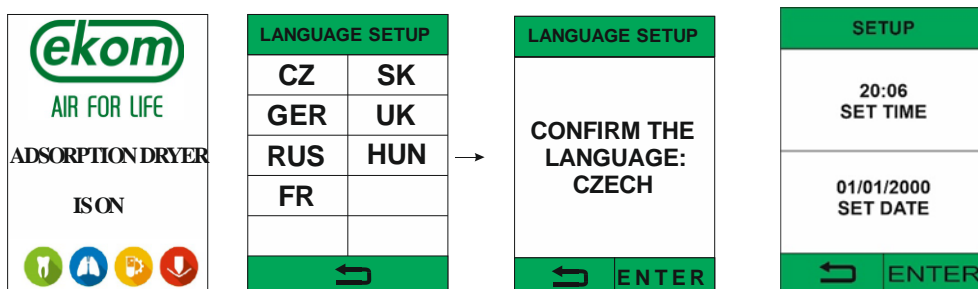 ekom
AIR FOR LIFE
ADSORPTION DRYER
IS ON
LANGUAGE SETUP
CZ SK
GER UK
RUS HUN
FR
LANGUAGE SETUP
CONFIRM THE
LANGUAGE:
CZECH
ENTER
SETUP
20:06
SET TIME
01/01/2000
SET DATE
ENTER